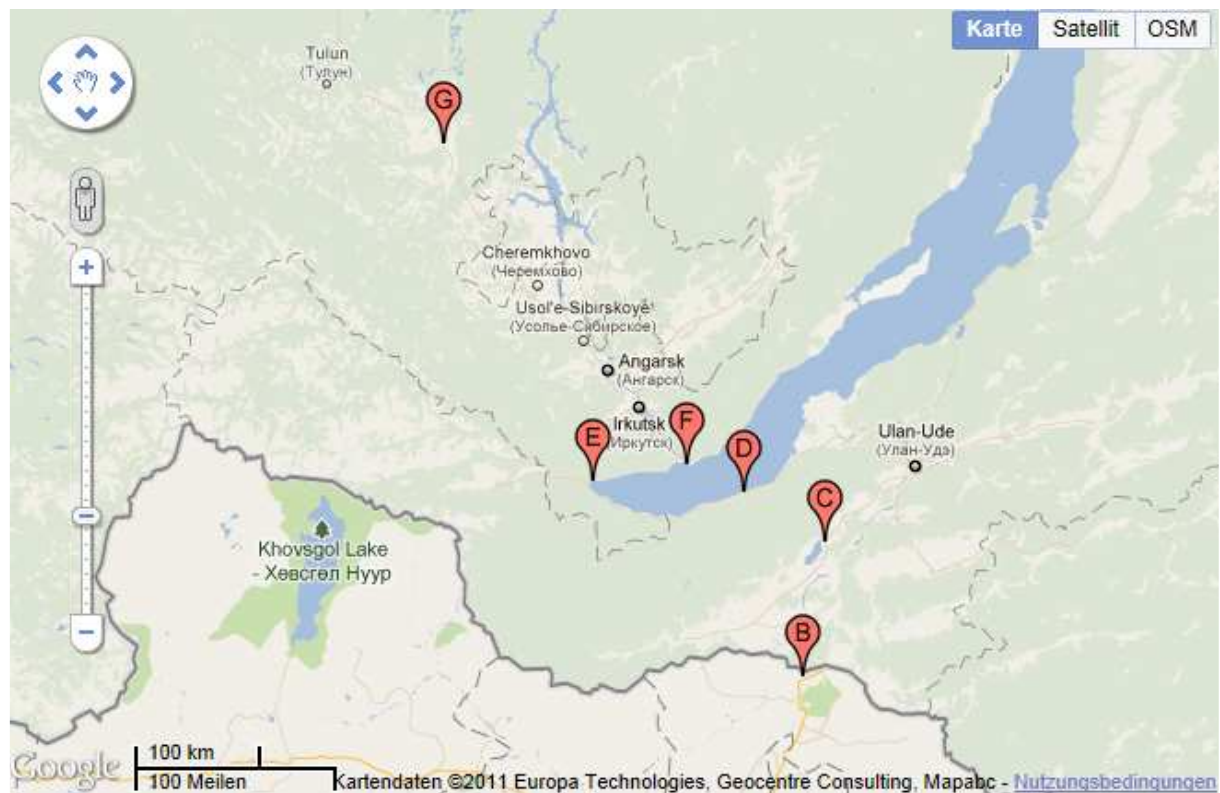 Karte Satellit OSM
Tulun
(Тулун)
G
Cheremkhovo
(Черемхово)
Usol'e-Sibirskoye
(Усолье-Сибирское)
Angarsk
(Ангарск)
Irkutsk
(Иркутск)
E
F
D
Ulan-Ude
(Улан-Удэ)
C
Khovsgol Lake
- Хөвсгөл Нуур
B
100 km
100 Meilen
Google
Kartendaten ©2011 Europa Technologies, Geocentre Consulting, Mapabc - Nutzungsbedingungen